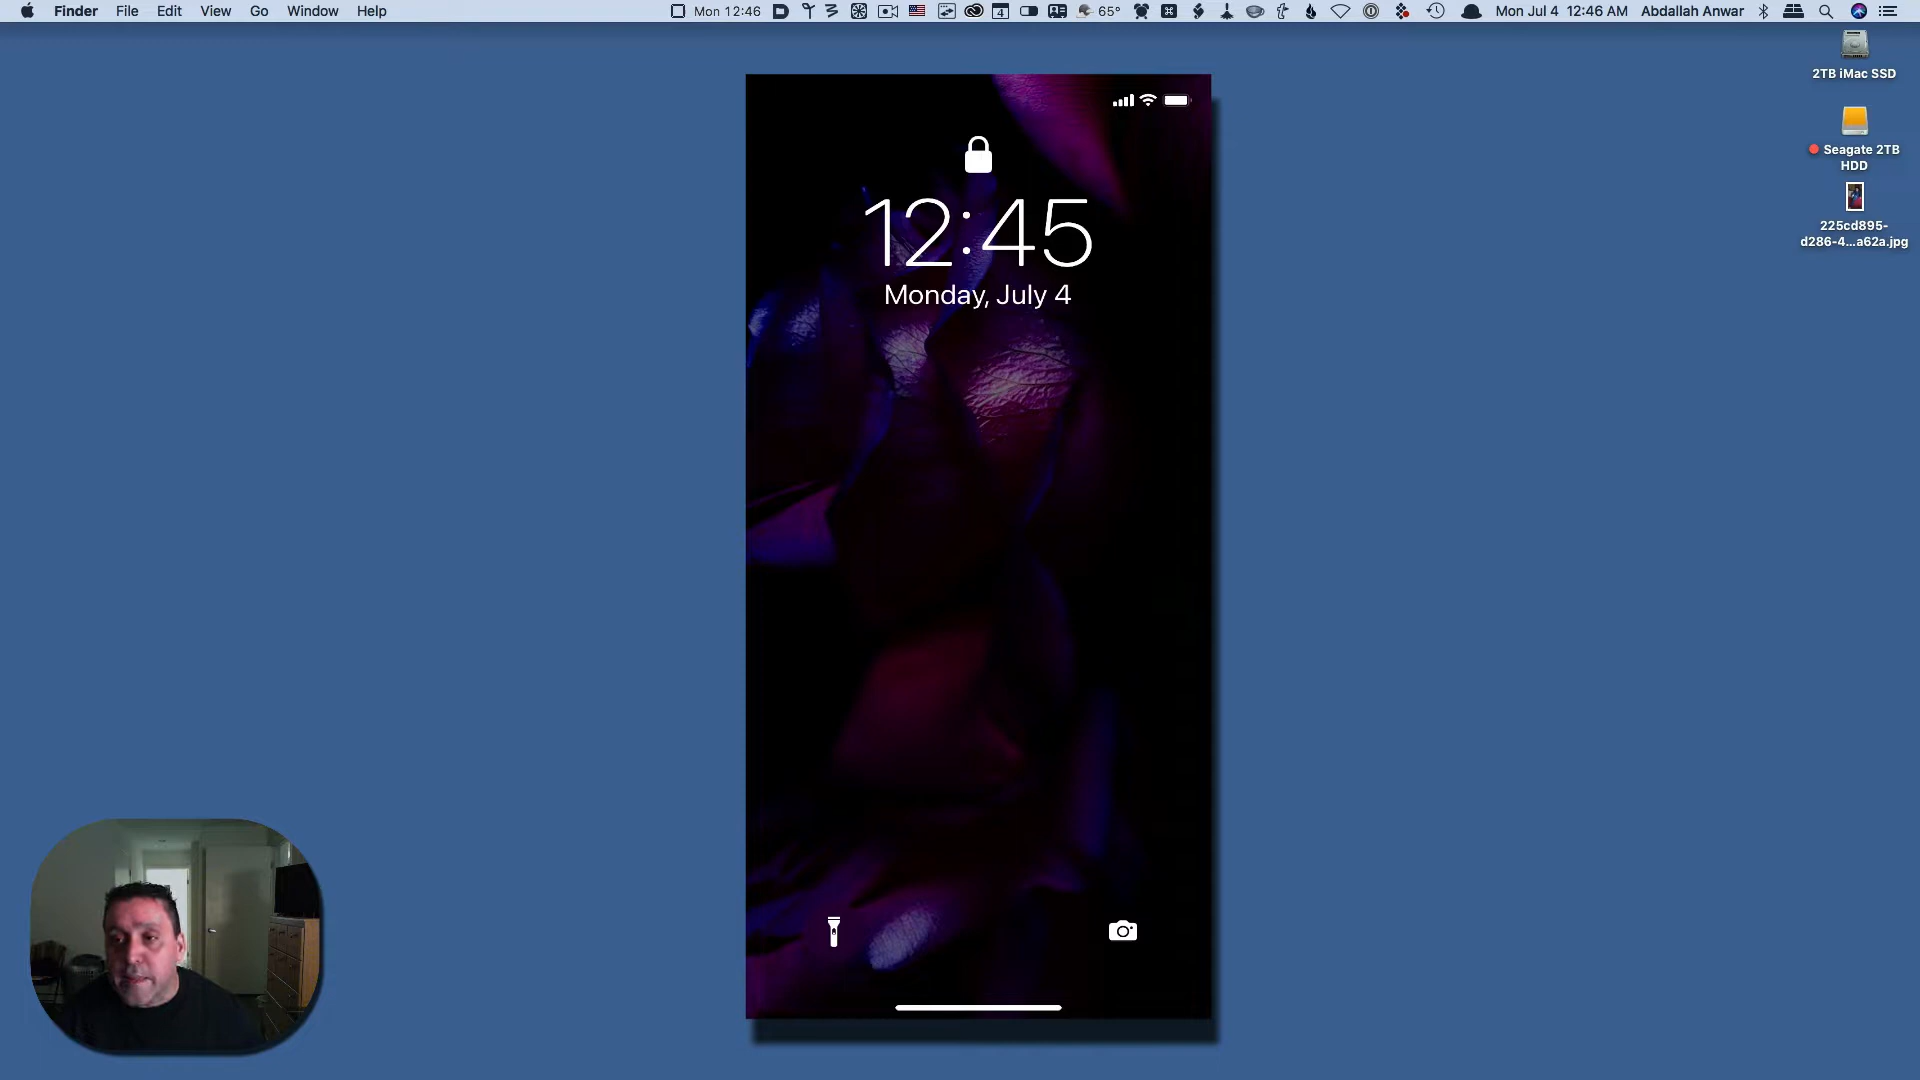 Finder File Edit View Go Window Help Mon 12:46 4 65° Mon Jul 4 12:46 AM Abdallah Anwar
2TB iMac SSD
Seagate 2TB
HDD
225cd895-
d286-4...a62a.jpg
12:45
Monday, July 4